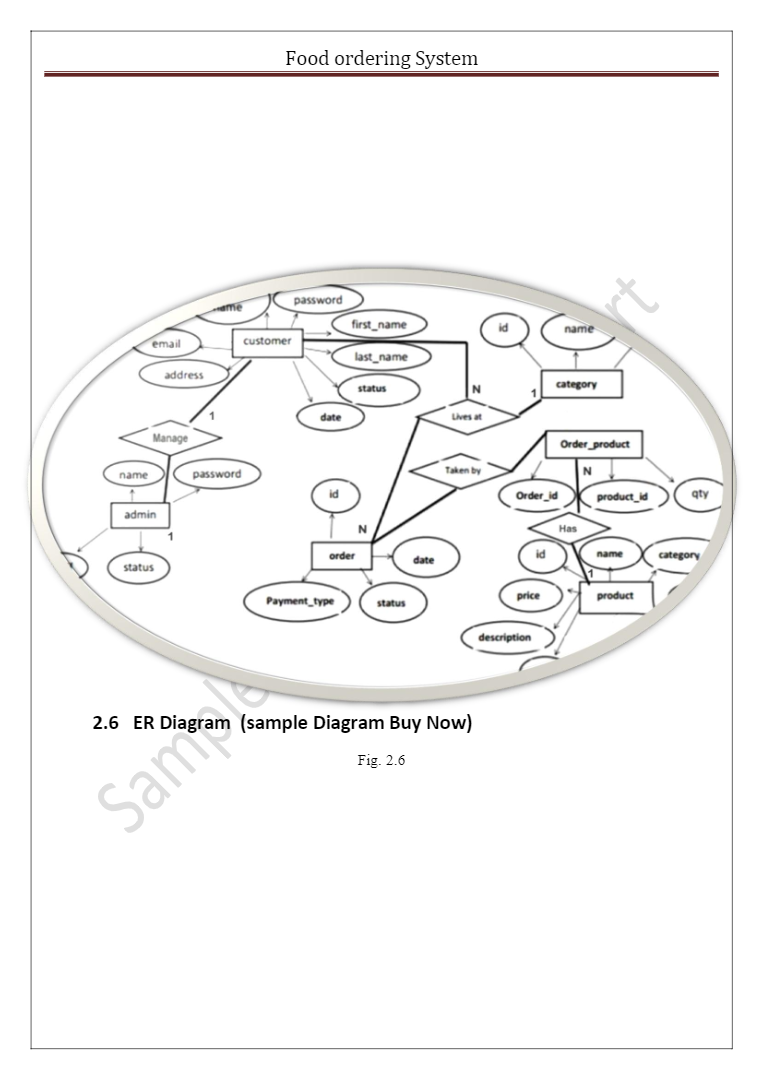 Food ordering System
password
first_name
email
customer
last_name
address
status
date
id
name
category
N
1
Lives at
1
Manage
Order_product
Taken by
N
name
password
id
Order_id
product_id
qty
admin
1
N
Has
order
date
id
name
category
status
1
Payment_type
status
price
product
description
2.6 ER Diagram (sample Diagram Buy Now)
Fig. 2.6
Sample